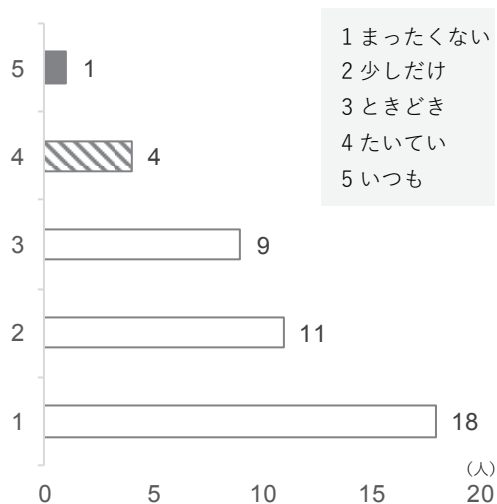 1 まったくない
2 少しだけ
3 ときどき
4 たいてい
5 いつも
5 1
4 4
3 9
2 11
1 18
(人)
0 5 10 15 20